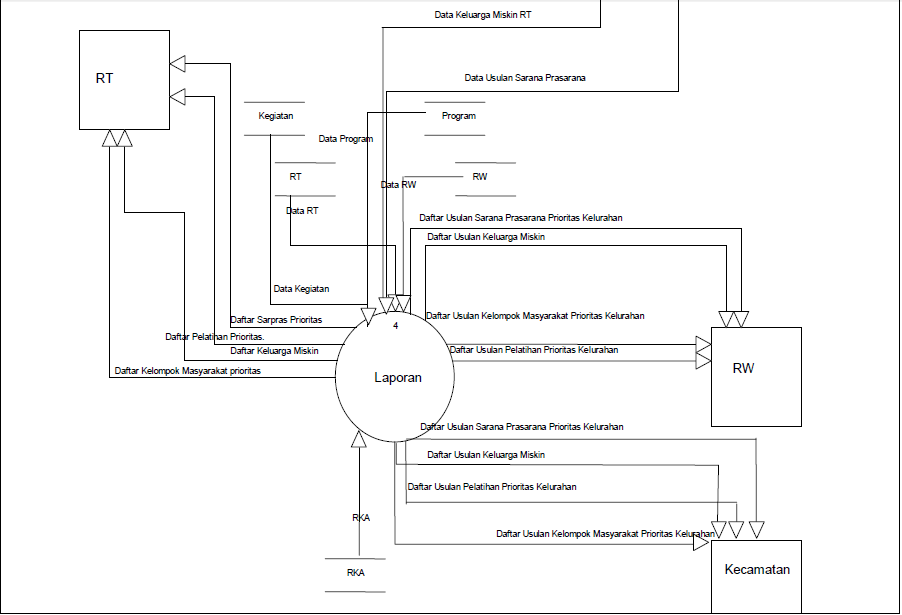 Data Keluarga Miskin RT
RT
Data Usulan Sarana Prasarana
Kegiatan
Program
Data Program
RT
RW
Data RW
Data RT
Daftar Usulan Sarana Prasarana Prioritas Kelurahan
Daftar Usulan Keluarga Miskin
Data Kegiatan
Daftar Sarpras Prioritas
4
Daftar Usulan Kelompok Masyarakat Prioritas Kelurahan
Daftar Pelatihan Prioritas.
Daftar Keluarga Miskin
Daftar Usulan Pelatihan Prioritas Kelurahan
Daftar Kelompok Masyarakat prioritas
Laporan
RW
Daftar Usulan Sarana Prasarana Prioritas Kelurahan
Daftar Usulan Keluarga Miskin
Daftar Usulan Pelatihan Prioritas Kelurahan
RKA
Daftar Usulan Kelompok Masyarakat Prioritas Kelurahan
RKA
Kecamatan